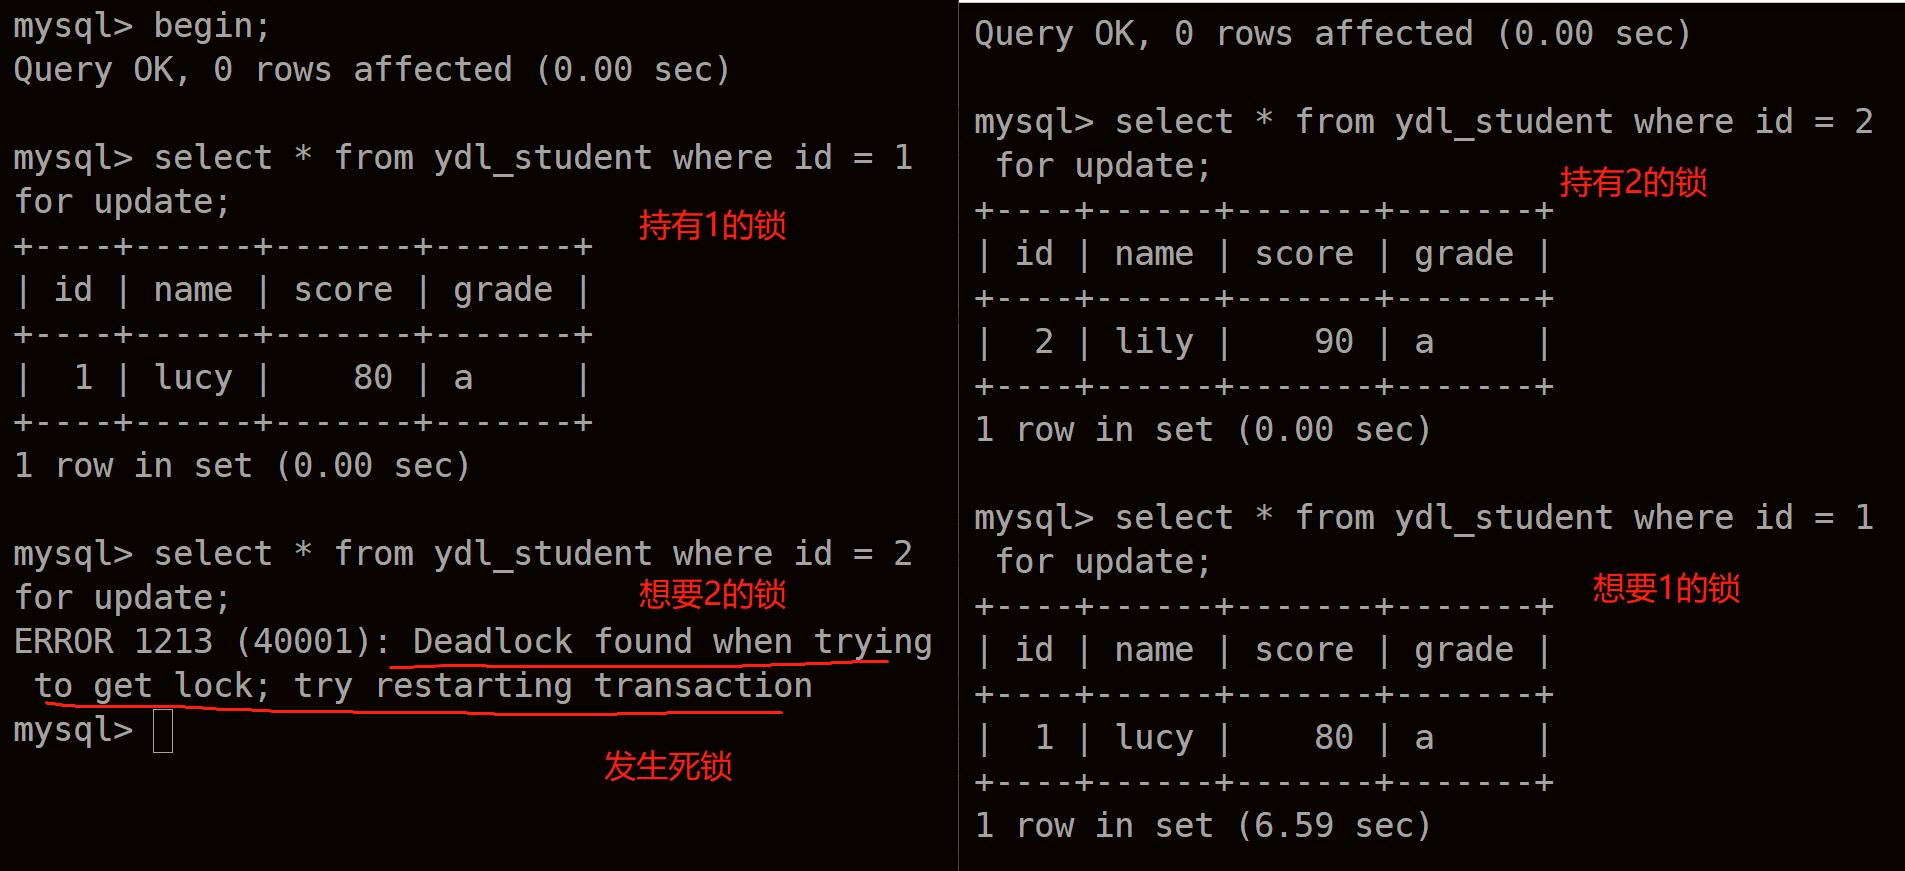 mysql> begin;
Query OK, 0 rows affected (0.00 sec)
mysql> select * from ydl_student where id = 1
for update;
持有1的锁
+----+------+-------+-------+
| id | name | score | grade |
+----+------+-------+-------+
|  1 | lucy |    80 | a     |
+----+------+-------+-------+
1 row in set (0.00 sec)
mysql> select * from ydl_student where id = 2
for update;
想要2的锁
ERROR 1213 (40001): Deadlock found when trying
 to get lock; try restarting transaction
mysql>
发生死锁
Query OK, 0 rows affected (0.00 sec)
mysql> select * from ydl_student where id = 2
 for update;
持有2的锁
+----+------+-------+-------+
| id | name | score | grade |
+----+------+-------+-------+
|  2 | lily |    90 | a     |
+----+------+-------+-------+
1 row in set (0.00 sec)
mysql> select * from ydl_student where id = 1
 for update;
想要1的锁
+----+------+-------+-------+
| id | name | score | grade |
+----+------+-------+-------+
|  1 | lucy |    80 | a     |
+----+------+-------+-------+
1 row in set (6.59 sec)